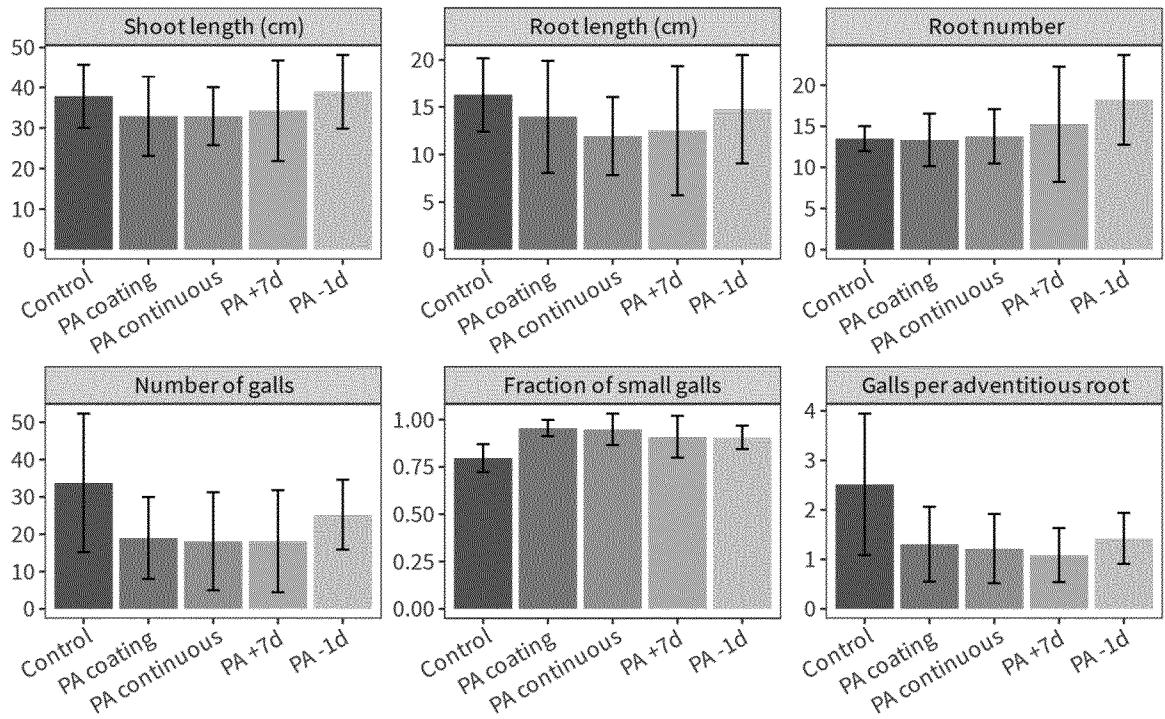 Shoot length (cm)
50
40
30
20
10
0
Control
PA coating
PA continuous
PA +7d
PA -1d
Root length (cm)
20
15
10
5
0
Control
PA coating
PA continuous
PA +7d
PA -1d
Root number
20
15
10
5
0
Control
PA coating
PA continuous
PA +7d
PA -1d
Number of galls
50
40
30
20
10
0
Control
PA coating
PA continuous
PA +7d
PA -1d
Fraction of small galls
1.00
0.75
0.50
0.25
0.00
Control
PA coating
PA continuous
PA +7d
PA -1d
Galls per adventitious root
4
3
2
1
0
Control
PA coating
PA continuous
PA +7d
PA -1d